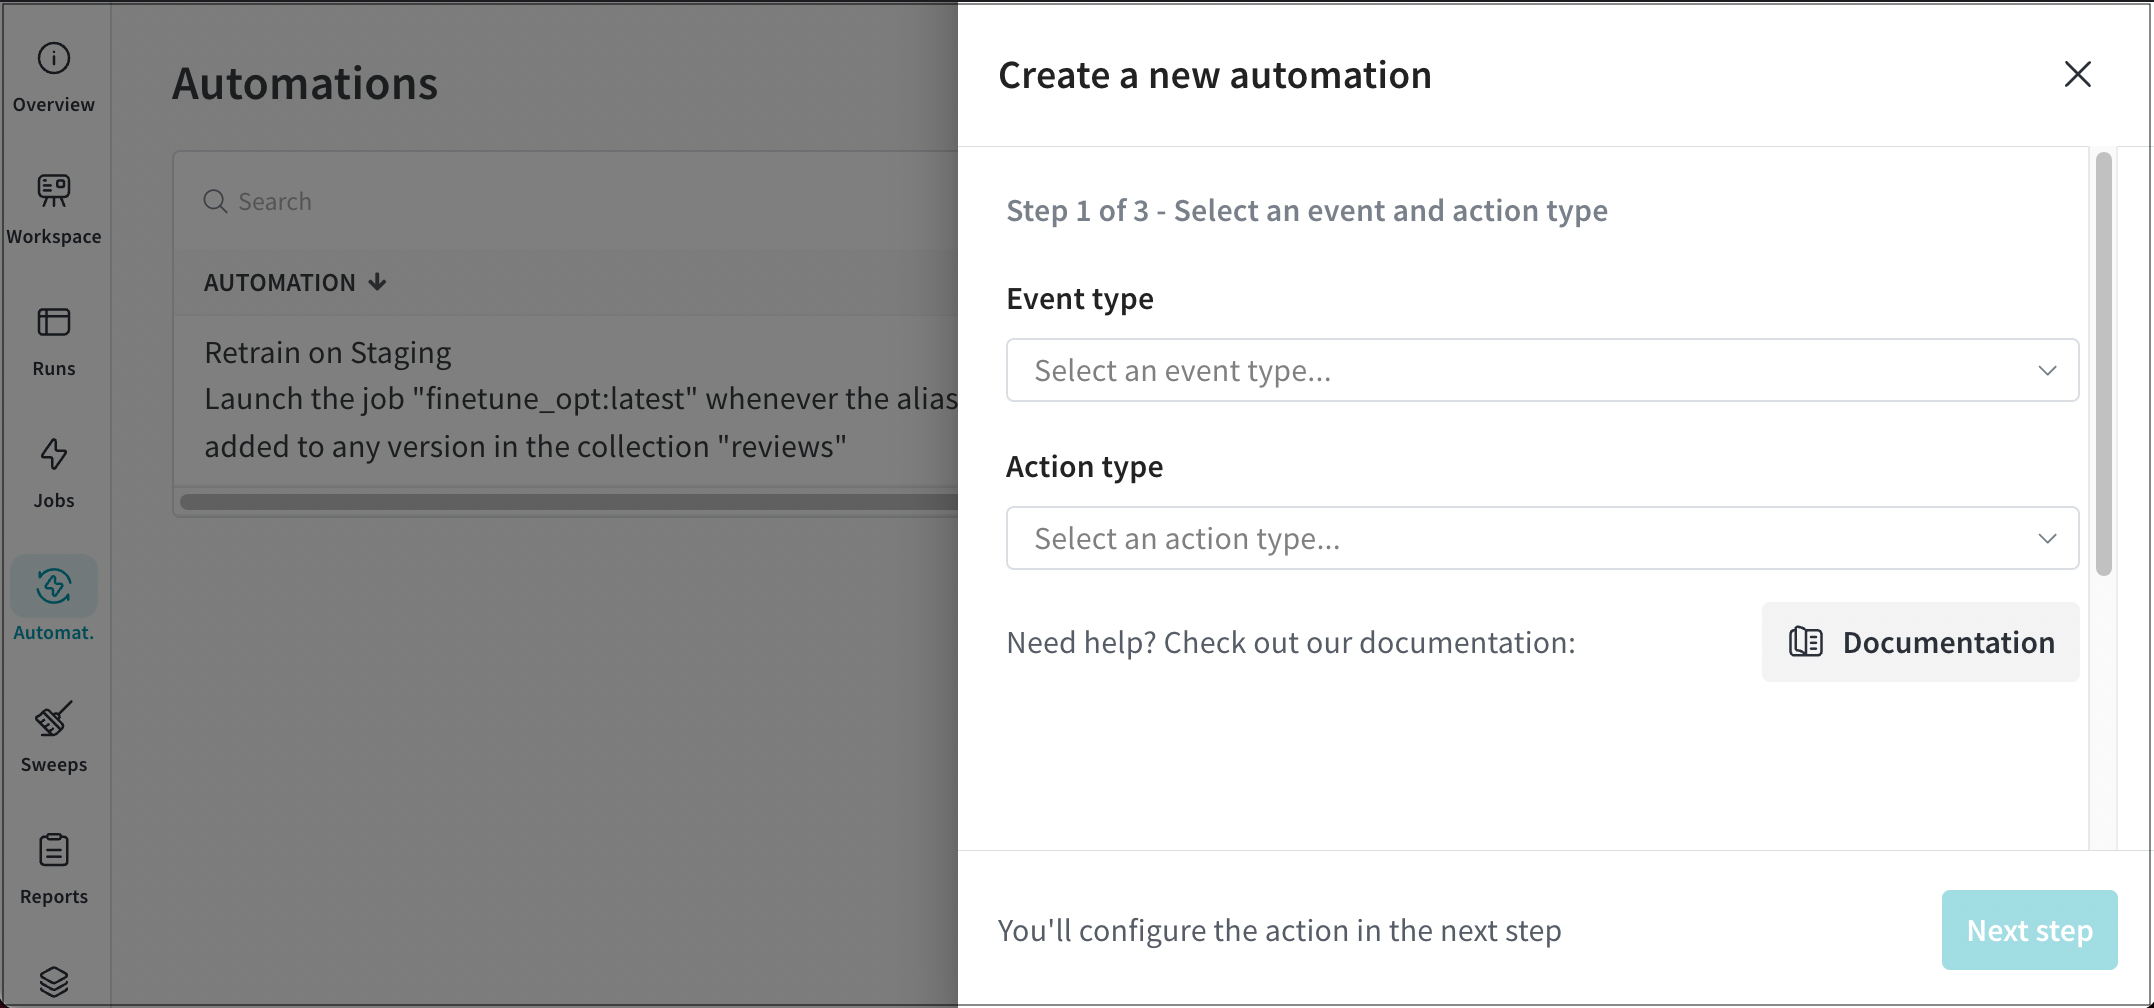 Overview
Workspace
Runs
Jobs
Automat.
Sweeps
Reports
Automations
Search
AUTOMATION
Retrain on Staging
Launch the job "finetune_opt:latest" whenever the alias
added to any version in the collection "reviews"
Create a new automation
Step 1 of 3 - Select an event and action type
Event type
Select an event type...
Action type
Select an action type...
Need help? Check out our documentation:
Documentation
You'll configure the action in the next step
Next step